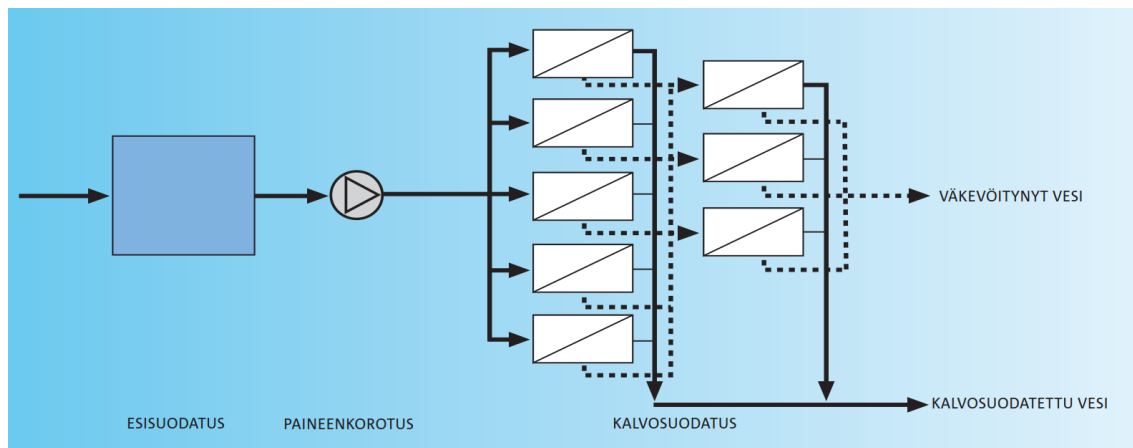 VÄKEVÖITYNYT VESI
KALVOSUODATETTU VESI
ESISUODATUS
PAINEENKOROTUS
KALVOSUODATUS